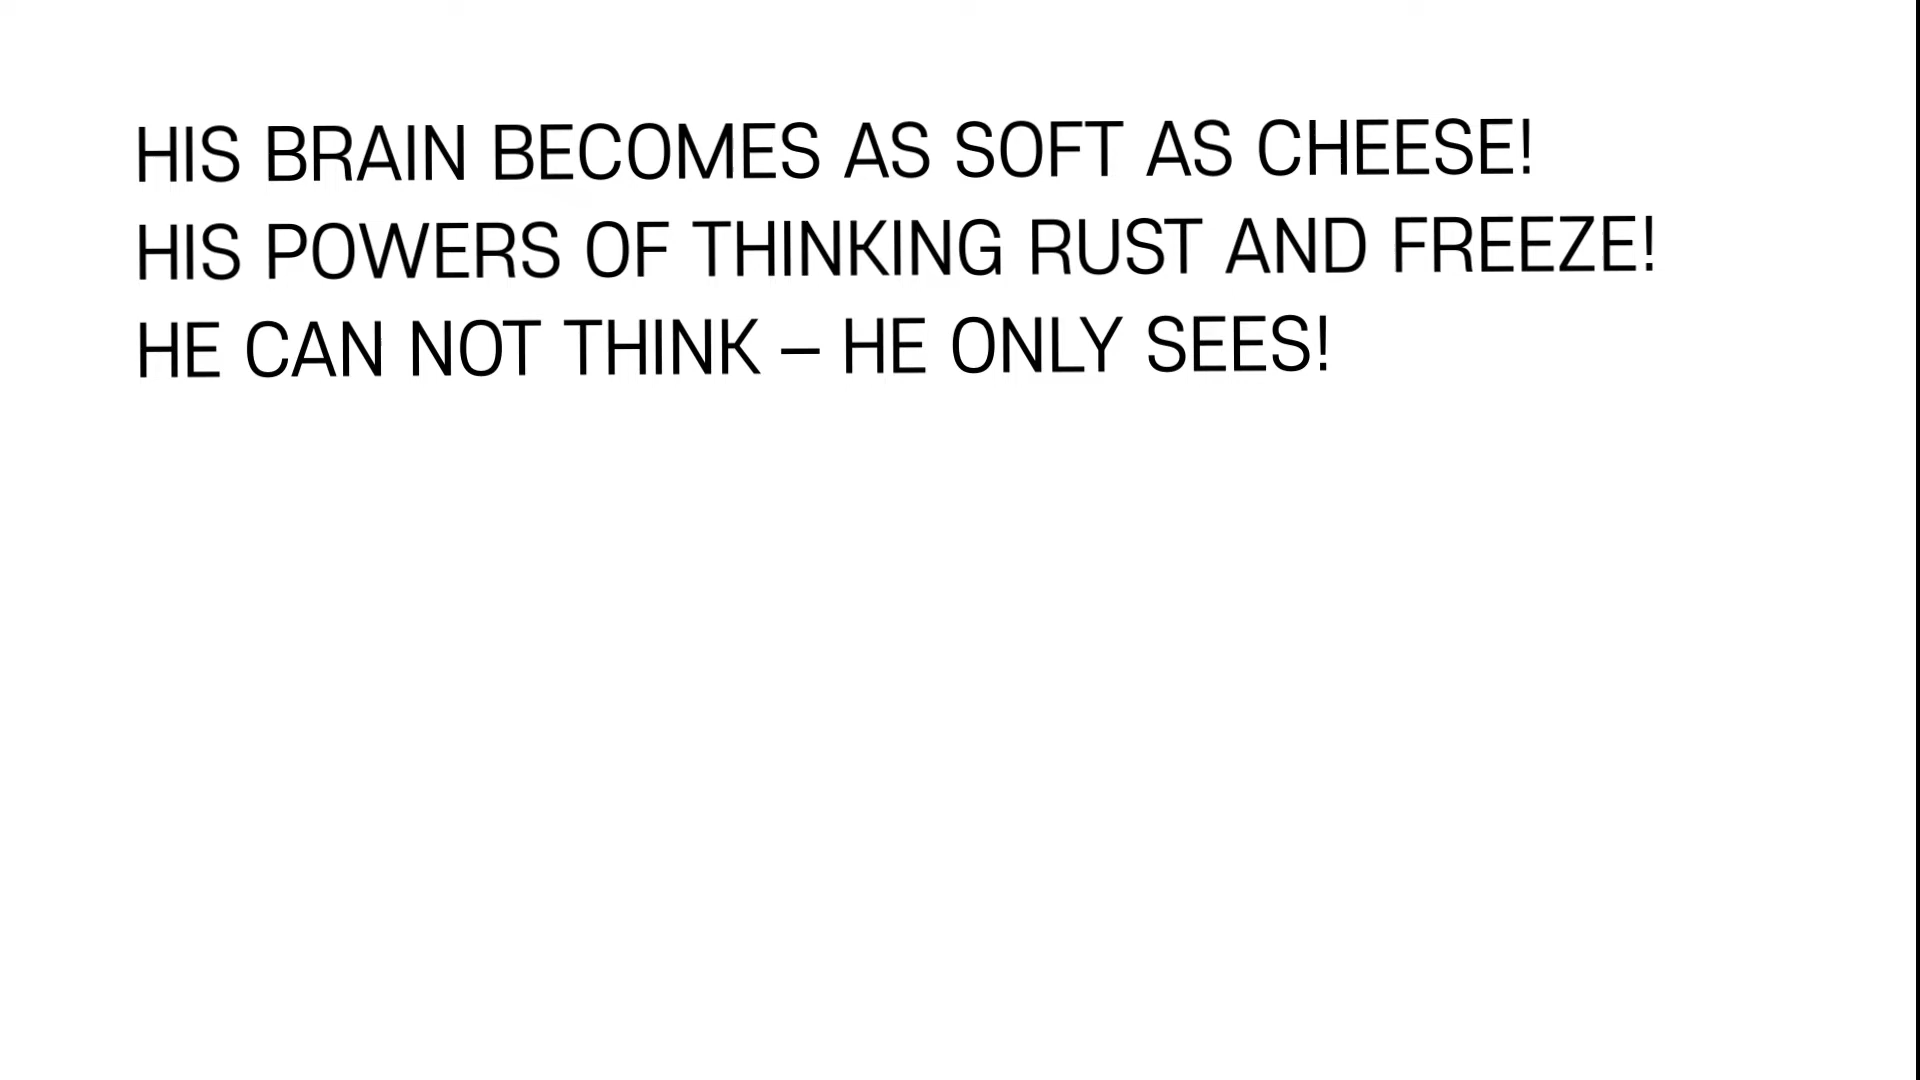 HIS BRAIN BECOMES AS SOFT AS CHEESE!
HIS POWERS OF THINKING RUST AND FREEZE!
HE CAN NOT THINK – HE ONLY SEES!